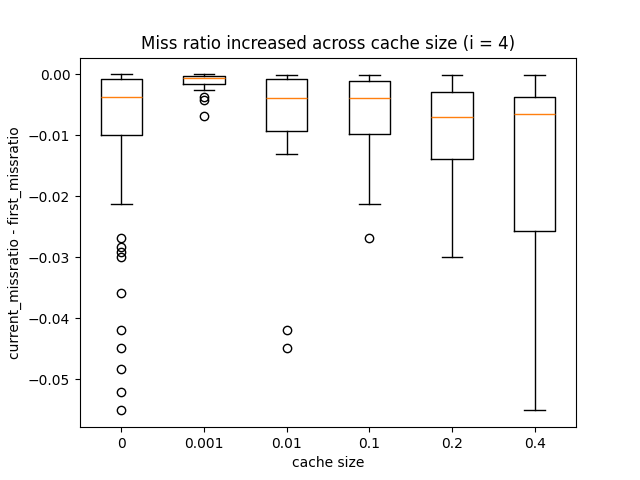 Miss ratio increased across cache size (i = 4)
current_missratio - first_missratio
0.00
−0.01
−0.02
−0.03
−0.04
−0.05
0 0.001 0.01 0.1 0.2 0.4
cache size